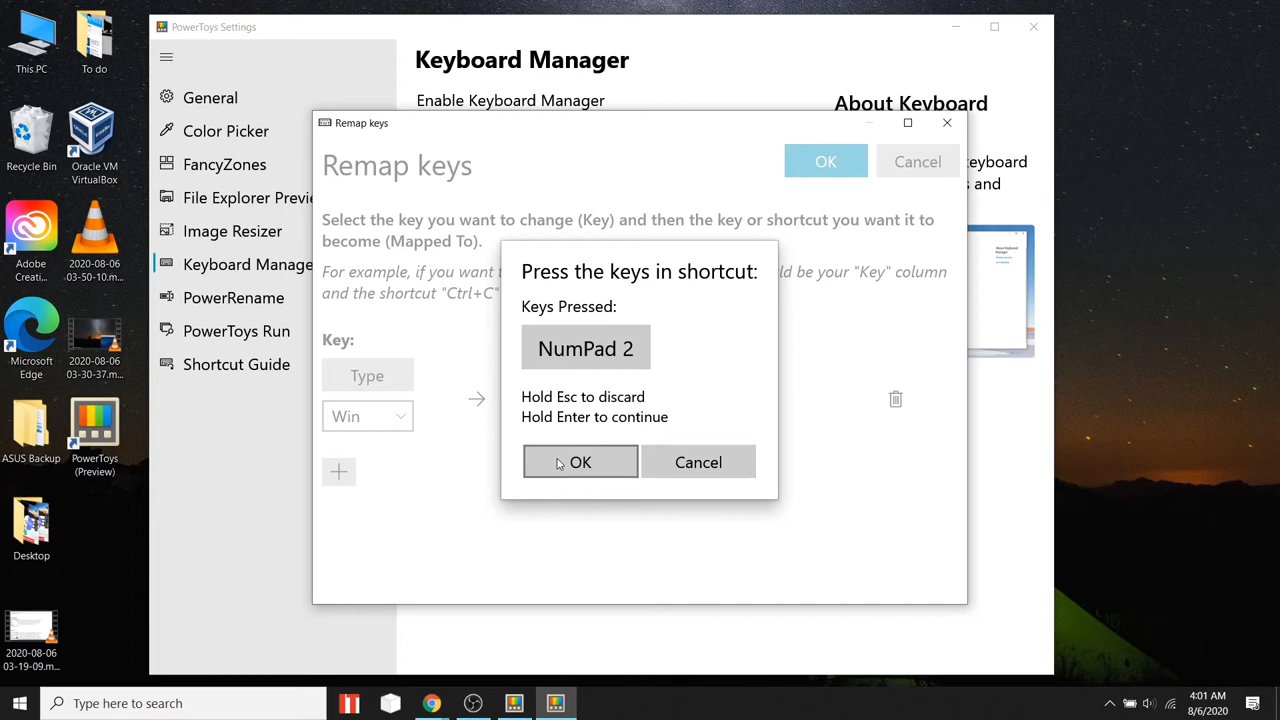 This PC
To do
Recycle Bin
Oracle VM
VirtualBox
Adobe
Creati...
2020-08-06
03-50-10.m...
Microsoft
Edge
2020-08-06
03-30-37.m...
ASUS Backup
PowerToys
(Preview)
Desktop
2020-08-06
03-19-09.m...
PowerToys Settings
General
Color Picker
FancyZones
File Explorer Previe
Image Resizer
Keyboard Manage
PowerRename
PowerToys Run
Shortcut Guide
Keyboard Manager
Enable Keyboard Manager
About Keyboard
eyboard
s and
Remap keys
Remap keys
OK
Cancel
Select the key you want to change (Key) and then the key or shortcut you want it to
become (Mapped To).
For example, if you want t
ld be your "Key" column
and the shortcut "Ctrl+C"
Key:
Type
Win
Press the keys in shortcut:
Keys Pressed:
NumPad 2
Hold Esc to discard
Hold Enter to continue
OK
Cancel
Type here to search
4:01 AM
8/6/2020